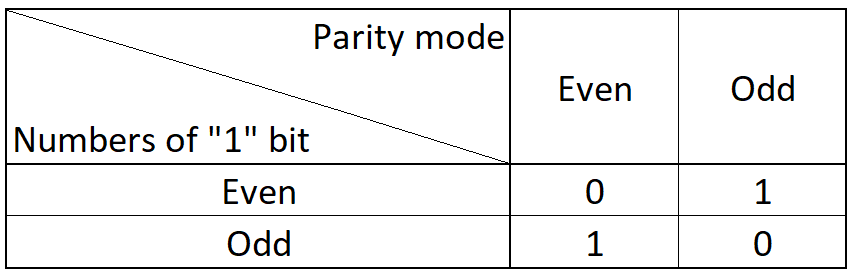 Parity mode
Numbers of "1" bit
Even Odd
Even 0 1
Odd 1 0